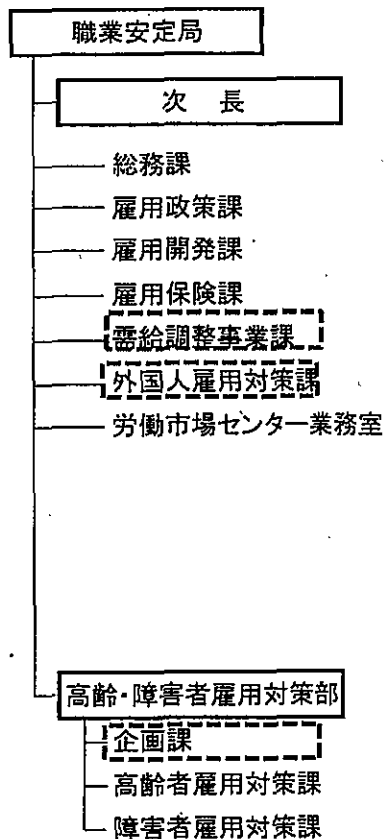 職業安定局
次 長
総務課
雇用政策課
雇用開発課
雇用保険課
需給調整事業課
外国人雇用対策課
労働市場センター業務室
高齢・障害者雇用対策部
企画課
高齢者雇用対策課
障害者雇用対策課